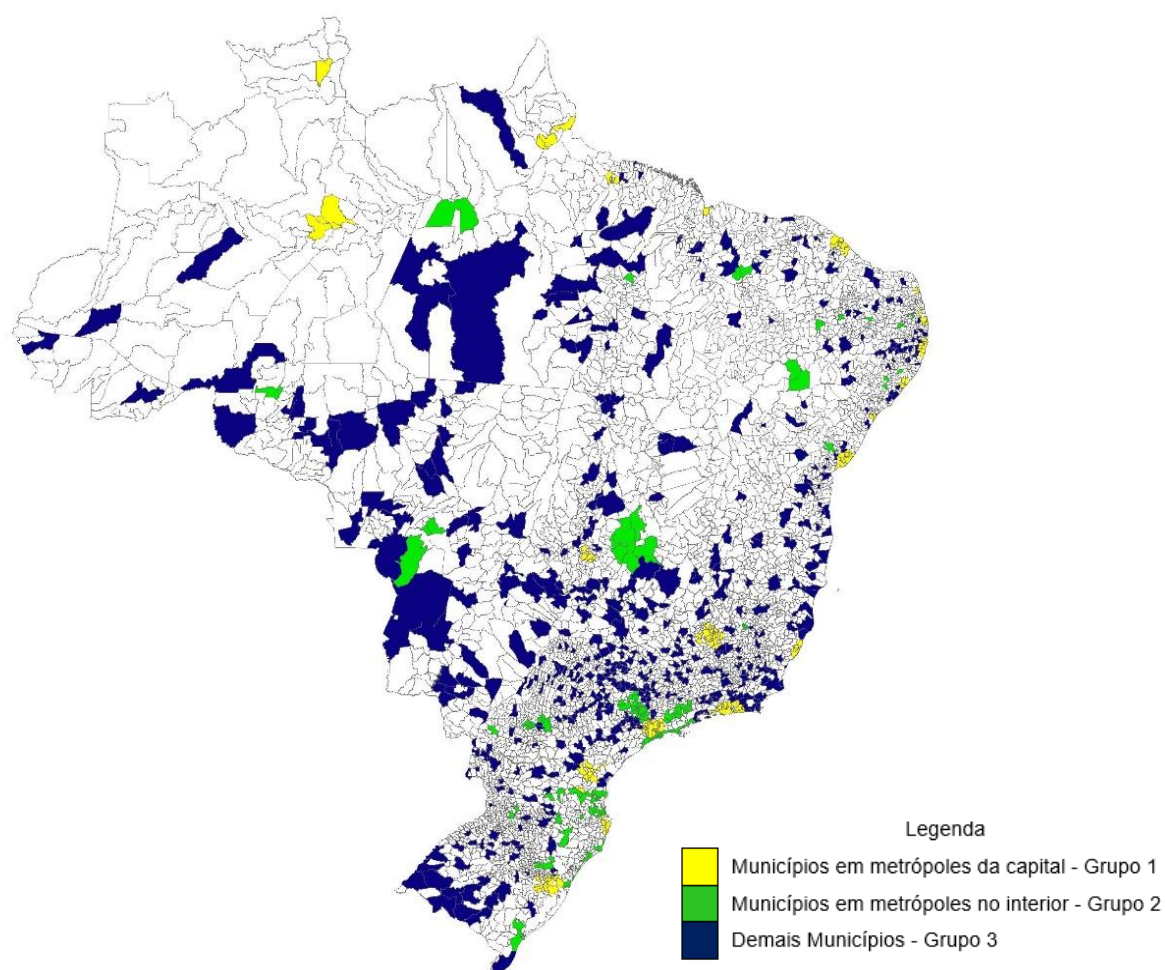 Legenda
Municípios em metrópoles da capital - Grupo 1
Municípios em metrópoles no interior - Grupo 2
Demais Municípios - Grupo 3